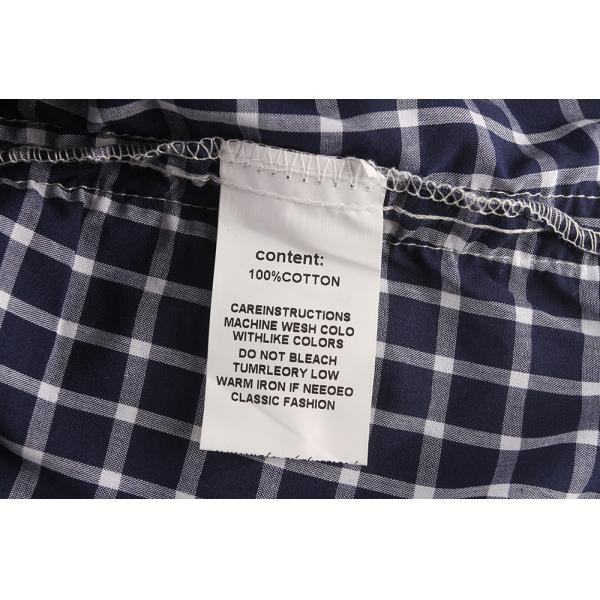 content:
100%COTTON
CAREINSTRUCTIONS
MACHINE WESH COLO
WITHLIKE COLORS
DO NOT BLEACH
TUMRLEORY LOW
WARM IRON IF NEEOEO
CLASSIC FASHION